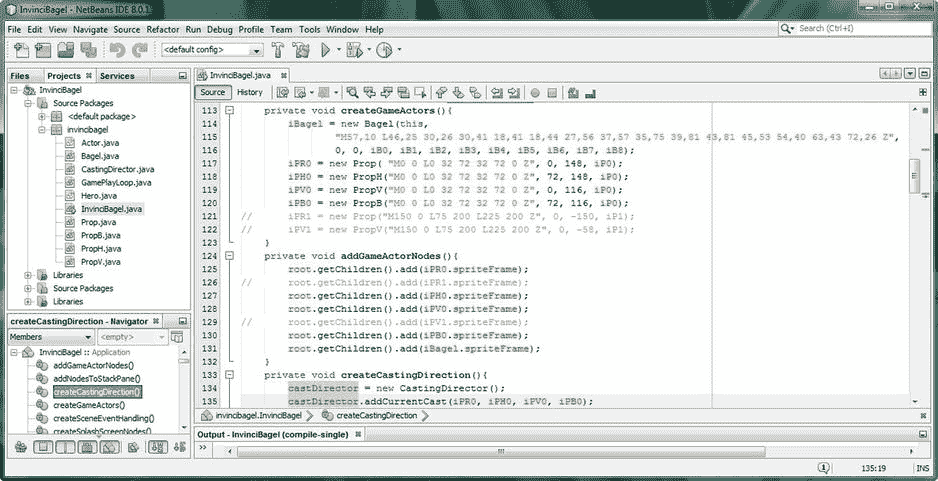 InvinciBagel - NetBeans IDE 8.0.1
File Edit View Navigate Source Refactor Run Debug Profile Team Tools Window Help
Search (Ctrl+I)
<default config>
Files Projects Services
InvinciBagel
Source Packages
<default package>
invincibagel
Actor.java
Bagel.java
CastingDirector.java
GamePlayLoop.java
Hero.java
InvinciBagel.java
Prop.java
PropB.java
PropH.java
PropV.java
Libraries
Source Packages
Libraries
createCastingDirection - Navigator
Members <empty>
InvinciBagel :: Application
addGameActorNodes()
addNodesToStackPane()
createCastingDirection()
createGameActors()
createSceneEventHandling()
createSplashScreenNodes()
InvinciBagel.java
Source History
113 private void createGameActors(){
114 iBagel = new Bagel(this,
115 "M57,10 L46,25 30,26 30,41 18,41 18,44 27,56 37,57 35,75 39,81 43,81 45,53 54,40 63,43 72,26 Z",
116 0, 0, iB0, iB1, iB2, iB3, iB4, iB5, iB6, iB7, iB8);
117 iPR0 = new Prop( "M0 0 L0 32 72 32 72 0 Z", 0, 148, iP0);
118 iPH0 = new PropH("M0 0 L0 32 72 32 72 0 Z", 72, 148, iP0);
119 iPV0 = new PropV("M0 0 L0 32 72 32 72 0 Z", 0, 116, iP0);
120 iPB0 = new PropB("M0 0 L0 32 72 32 72 0 Z", 72, 116, iP0);
121 // iPR1 = new Prop("M150 0 L75 200 L225 200 Z", 0, -150, iP1);
122 // iPV1 = new PropV("M150 0 L75 200 L225 200 Z", 0, -58, iP1);
123 }
124 private void addGameActorNodes(){
125 root.getChildren().add(iPR0.spriteFrame);
126 // root.getChildren().add(iPR1.spriteFrame);
127 root.getChildren().add(iPH0.spriteFrame);
128 root.getChildren().add(iPV0.spriteFrame);
129 // root.getChildren().add(iPV1.spriteFrame);
130 root.getChildren().add(iPB0.spriteFrame);
131 root.getChildren().add(iBagel.spriteFrame);
132 }
133 private void createCastingDirection(){
134 castDirector = new CastingDirector();
135 castDirector.addCurrentCast(iPR0, iPH0, iPV0, iPB0);
invincibagel.InvinciBagel createCastingDirection
Output - InvinciBagel (compile-single)
135:19 INS